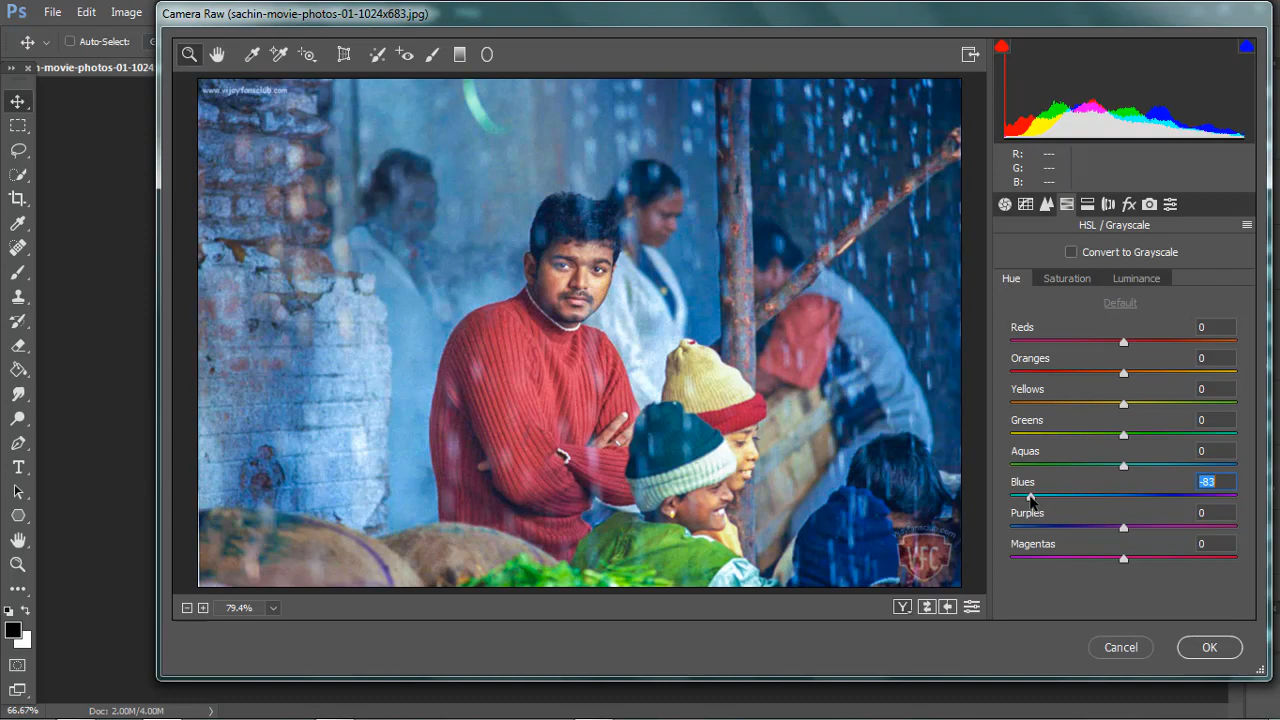 Ps File Edit Image
Camera Raw (sachin-movie-photos-01-1024x683.jpg)
Auto-Select:
n-movie-photos-01-1024
www.vijayfansclub.com
R: ---
G: ---
B: ---
fx
HSL / Grayscale
Convert to Grayscale
Hue Saturation Luminance
Default
Reds 0
Oranges 0
Yellows 0
Greens 0
Aquas 0
Blues -83
Purples 0
Magentas 0
VFC
T
79.4%
Y
Cancel OK
66.67% Doc: 2.00M/4.00M